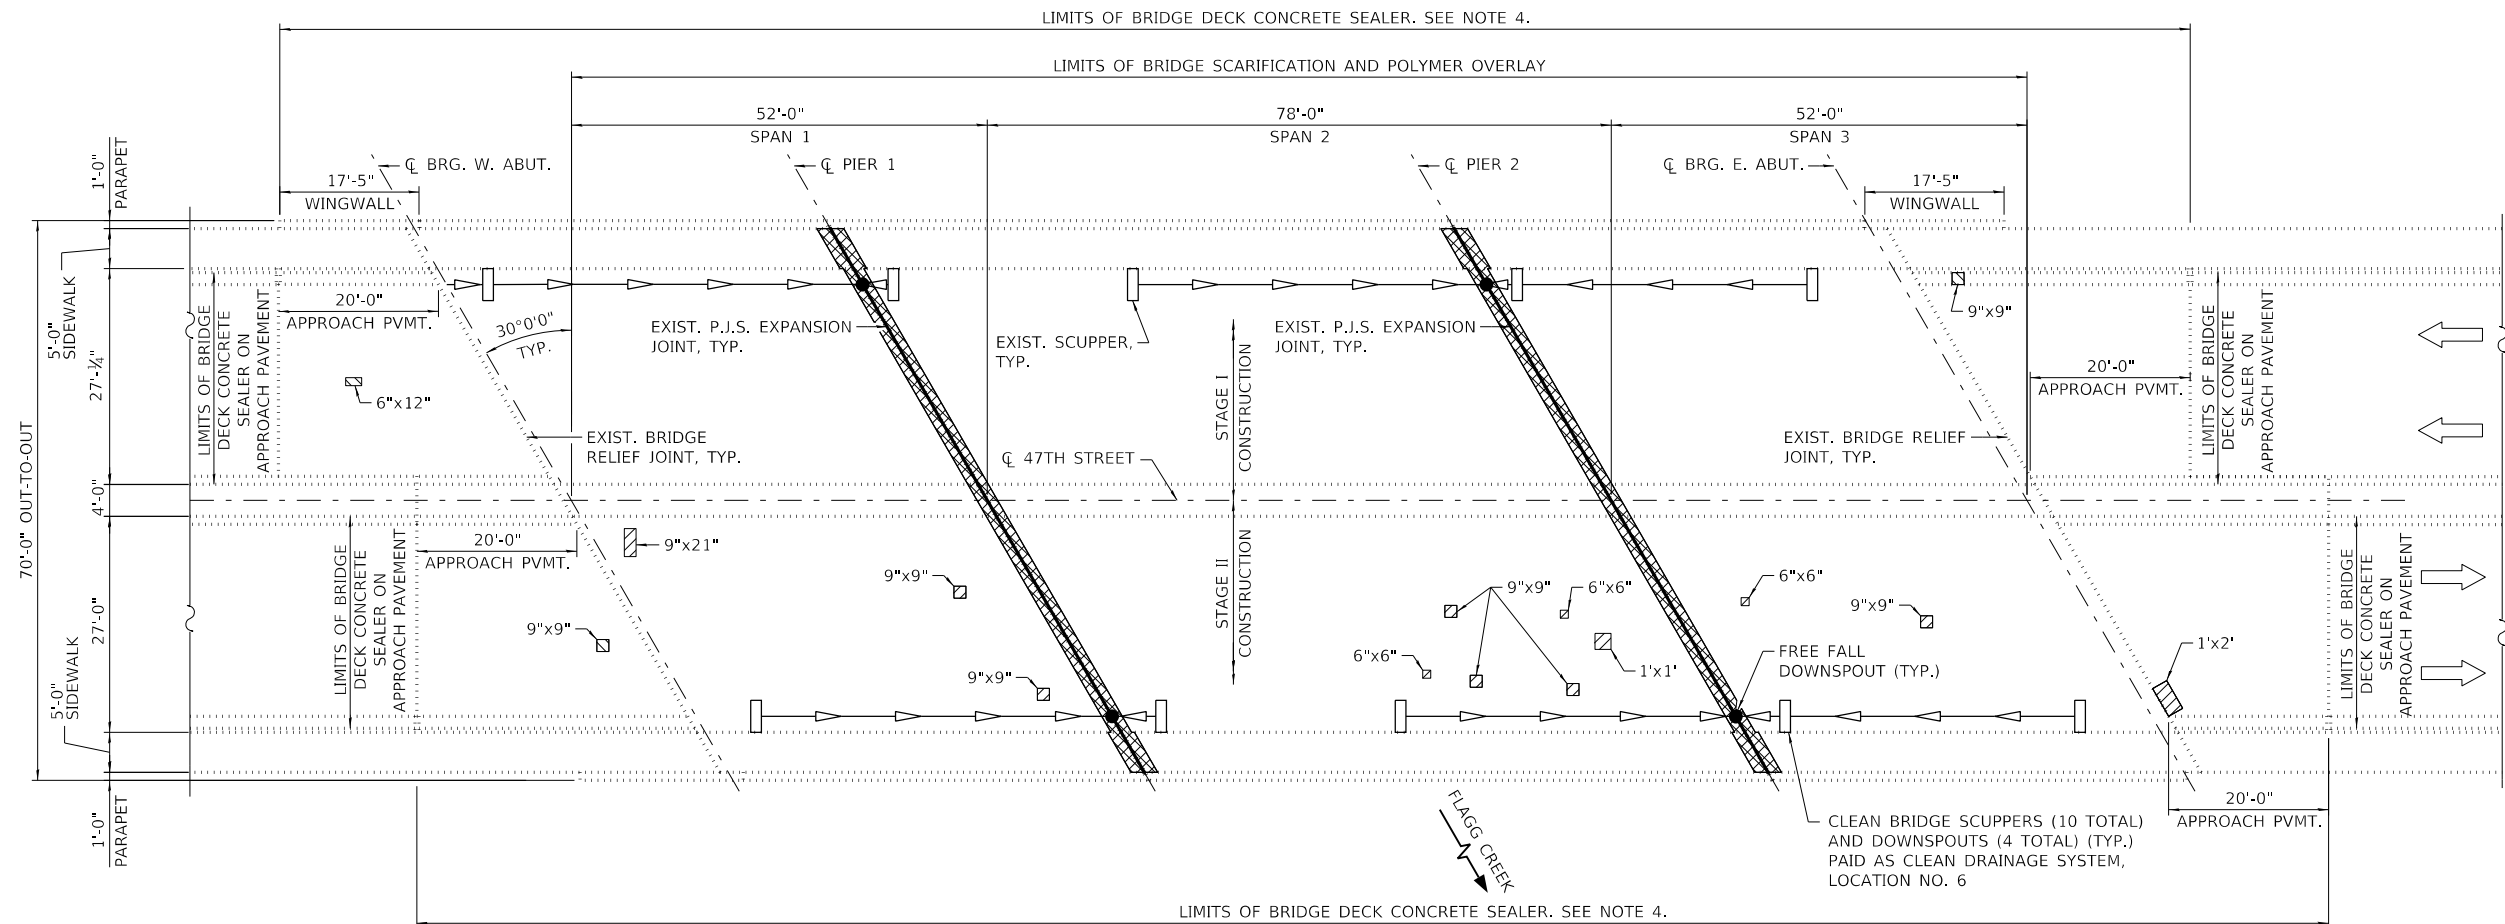 LIMITS OF BRIDGE DECK CONCRETE SEALER. SEE NOTE 4.
LIMITS OF BRIDGE SCARIFICATION AND POLYMER OVERLAY
52'-0"
SPAN 1
78'-0"
SPAN 2
52'-0"
SPAN 3
1'-0"
PARAPET
℄ BRG. W. ABUT.
℄ PIER 1
℄ PIER 2
℄ BRG. E. ABUT.
17'-5"
WINGWALL
17'-5"
WINGWALL
5'-0"
SIDEWALK
27'-¼"
4'-0"
27'-0"
5'-0"
SIDEWALK
1'-0"
PARAPET
70'-0" OUT-TO-OUT
LIMITS OF BRIDGE
DECK CONCRETE
SEALER ON
APPROACH PAVEMENT
20'-0"
APPROACH PVMT.
30°0'0"
TYP.
6"x12"
EXIST. P.J.S. EXPANSION
JOINT, TYP.
EXIST. SCUPPER,
TYP.
EXIST. P.J.S. EXPANSION
JOINT, TYP.
9"x9"
20'-0"
APPROACH PVMT.
LIMITS OF BRIDGE
DECK CONCRETE
SEALER ON
APPROACH PAVEMENT
EXIST. BRIDGE
RELIEF JOINT, TYP.
STAGE I
CONSTRUCTION
℄ 47TH STREET
EXIST. BRIDGE RELIEF
JOINT, TYP.
LIMITS OF BRIDGE
DECK CONCRETE
SEALER ON
APPROACH PAVEMENT
20'-0"
APPROACH PVMT.
9"x21"
9"x9"
9"x9"
9"x9"
STAGE II
CONSTRUCTION
9"x9"
6"x6"
6"x6"
6"x6"
1'x1'
9"x9"
FREE FALL
DOWNSPOUT (TYP.)
1'x2'
LIMITS OF BRIDGE
DECK CONCRETE
SEALER ON
APPROACH PAVEMENT
20'-0"
APPROACH PVMT.
FLAGG CREEK
CLEAN BRIDGE SCUPPERS (10 TOTAL)
AND DOWNSPOUTS (4 TOTAL) (TYP.)
PAID AS CLEAN DRAINAGE SYSTEM,
LOCATION NO. 6
LIMITS OF BRIDGE DECK CONCRETE SEALER. SEE NOTE 4.